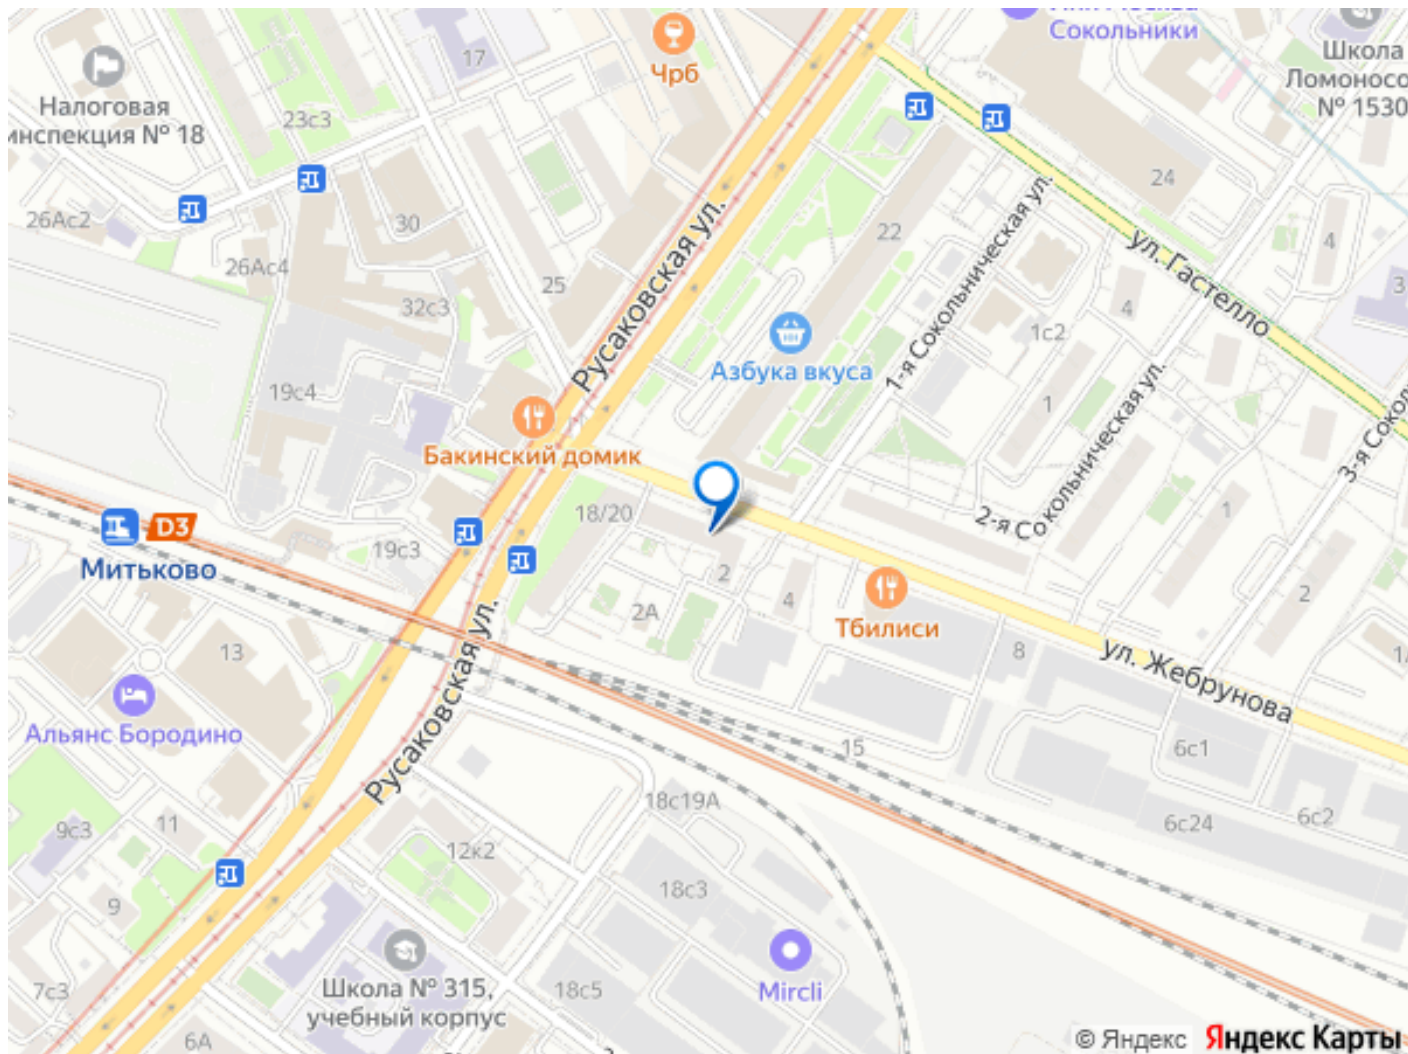 Сокольники
Чрб
17
Школа
Ломоносо
№ 1530
Налоговая
инспекция № 18
23с3
24
26Ас2
30
22
4
ул. Гастелло
Русаковская ул.
26Ас4
25
32с3
1-я Сокольническая ул.
4
1с2
3
Азбука вкуса
19с4
1
2-я Сокольническая ул.
3-я Сокол
Бакинский домик
18/20
1
D3
Митьково
19с3
2
2А
4
2
Тбилиси
13
8
ул. Жебрунова
1
Альянс Бородино
Русаковская ул.
15
6с1
18с19А
9с3
11
12к2
6с24
6с2
9
18с3
Школа № 315,
учебный корпус
7с3
18с5
Mircli
6А
© Яндекс Яндекс Карты